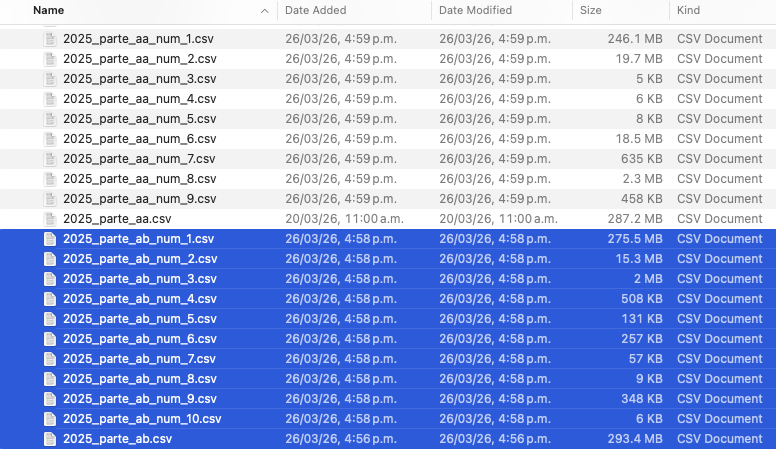 Name Date Added Date Modified Size Kind
2025_parte_aa_num_1.csv 26/03/26, 4:59 p.m. 26/03/26, 4:59 p.m. 246.1 MB CSV Document
2025_parte_aa_num_2.csv 26/03/26, 4:59 p.m. 26/03/26, 4:59 p.m. 19.7 MB CSV Document
2025_parte_aa_num_3.csv 26/03/26, 4:59 p.m. 26/03/26, 4:59 p.m. 5 KB CSV Document
2025_parte_aa_num_4.csv 26/03/26, 4:59 p.m. 26/03/26, 4:59 p.m. 6 KB CSV Document
2025_parte_aa_num_5.csv 26/03/26, 4:59 p.m. 26/03/26, 4:59 p.m. 8 KB CSV Document
2025_parte_aa_num_6.csv 26/03/26, 4:59 p.m. 26/03/26, 4:59 p.m. 18.5 MB CSV Document
2025_parte_aa_num_7.csv 26/03/26, 4:59 p.m. 26/03/26, 4:59 p.m. 635 KB CSV Document
2025_parte_aa_num_8.csv 26/03/26, 4:59 p.m. 26/03/26, 4:59 p.m. 2.3 MB CSV Document
2025_parte_aa_num_9.csv 26/03/26, 4:59 p.m. 26/03/26, 4:59 p.m. 458 KB CSV Document
2025_parte_aa.csv 20/03/26, 11:00 a.m. 20/03/26, 11:00 a.m. 287.2 MB CSV Document
2025_parte_ab_num_1.csv 26/03/26, 4:58 p.m. 26/03/26, 4:58 p.m. 275.5 MB CSV Document
2025_parte_ab_num_2.csv 26/03/26, 4:58 p.m. 26/03/26, 4:58 p.m. 15.3 MB CSV Document
2025_parte_ab_num_3.csv 26/03/26, 4:58 p.m. 26/03/26, 4:58 p.m. 2 MB CSV Document
2025_parte_ab_num_4.csv 26/03/26, 4:58 p.m. 26/03/26, 4:58 p.m. 508 KB CSV Document
2025_parte_ab_num_5.csv 26/03/26, 4:58 p.m. 26/03/26, 4:58 p.m. 131 KB CSV Document
2025_parte_ab_num_6.csv 26/03/26, 4:58 p.m. 26/03/26, 4:58 p.m. 257 KB CSV Document
2025_parte_ab_num_7.csv 26/03/26, 4:58 p.m. 26/03/26, 4:58 p.m. 57 KB CSV Document
2025_parte_ab_num_8.csv 26/03/26, 4:58 p.m. 26/03/26, 4:58 p.m. 9 KB CSV Document
2025_parte_ab_num_9.csv 26/03/26, 4:58 p.m. 26/03/26, 4:58 p.m. 348 KB CSV Document
2025_parte_ab_num_10.csv 26/03/26, 4:58 p.m. 26/03/26, 4:58 p.m. 6 KB CSV Document
2025_parte_ab.csv 26/03/26, 4:56 p.m. 26/03/26, 4:56 p.m. 293.4 MB CSV Document